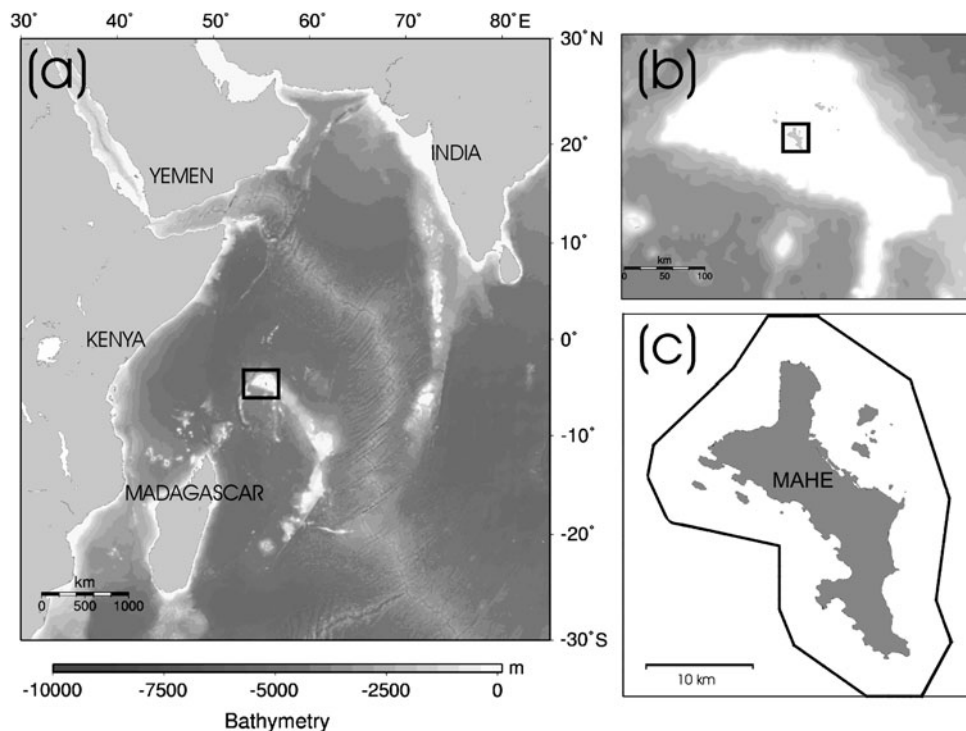 30° 40° 50° 60° 70° 80°E
30°N
(a)
INDIA
20°
YEMEN
10°
KENYA
0°
-10°
MADAGASCAR
-20°
km
0 500 1000
-30°S
m
-10000 -7500 -5000 -2500 0
Bathymetry
(b)
km
0 50 100
(c)
MAHE
10 km